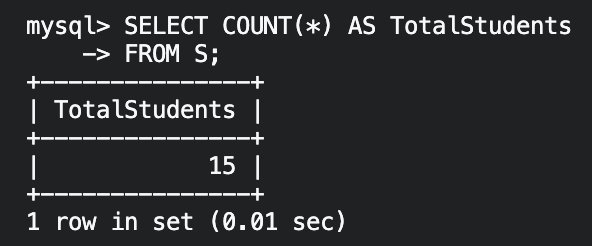 mysql> SELECT COUNT(*) AS TotalStudents
    -> FROM S;
+---------------+
| TotalStudents |
+---------------+
|            15 |
+---------------+
1 row in set (0.01 sec)